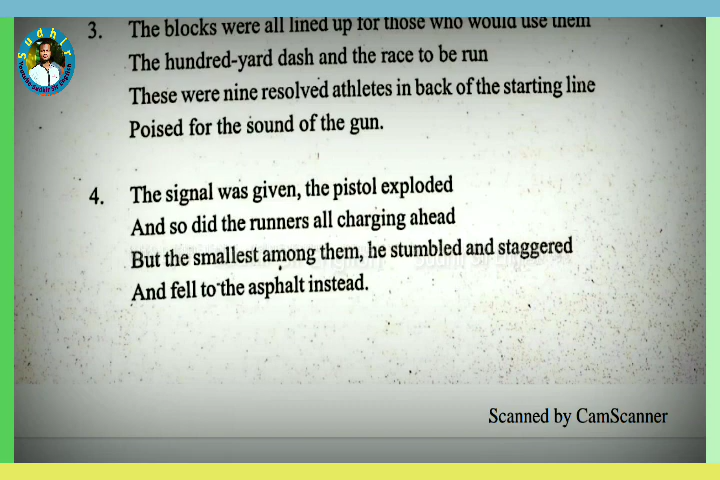 Sudhir
3. The blocks were all lined up for those who would use them
The hundred-yard dash and the race to be run
These were nine resolved athletes in back of the starting line
Poised for the sound of the gun.
4. The signal was given, the pistol exploded
And so did the runners all charging ahead
But the smallest among them, he stumbled and staggered
And fell to the asphalt instead.
Scanned by CamScanner